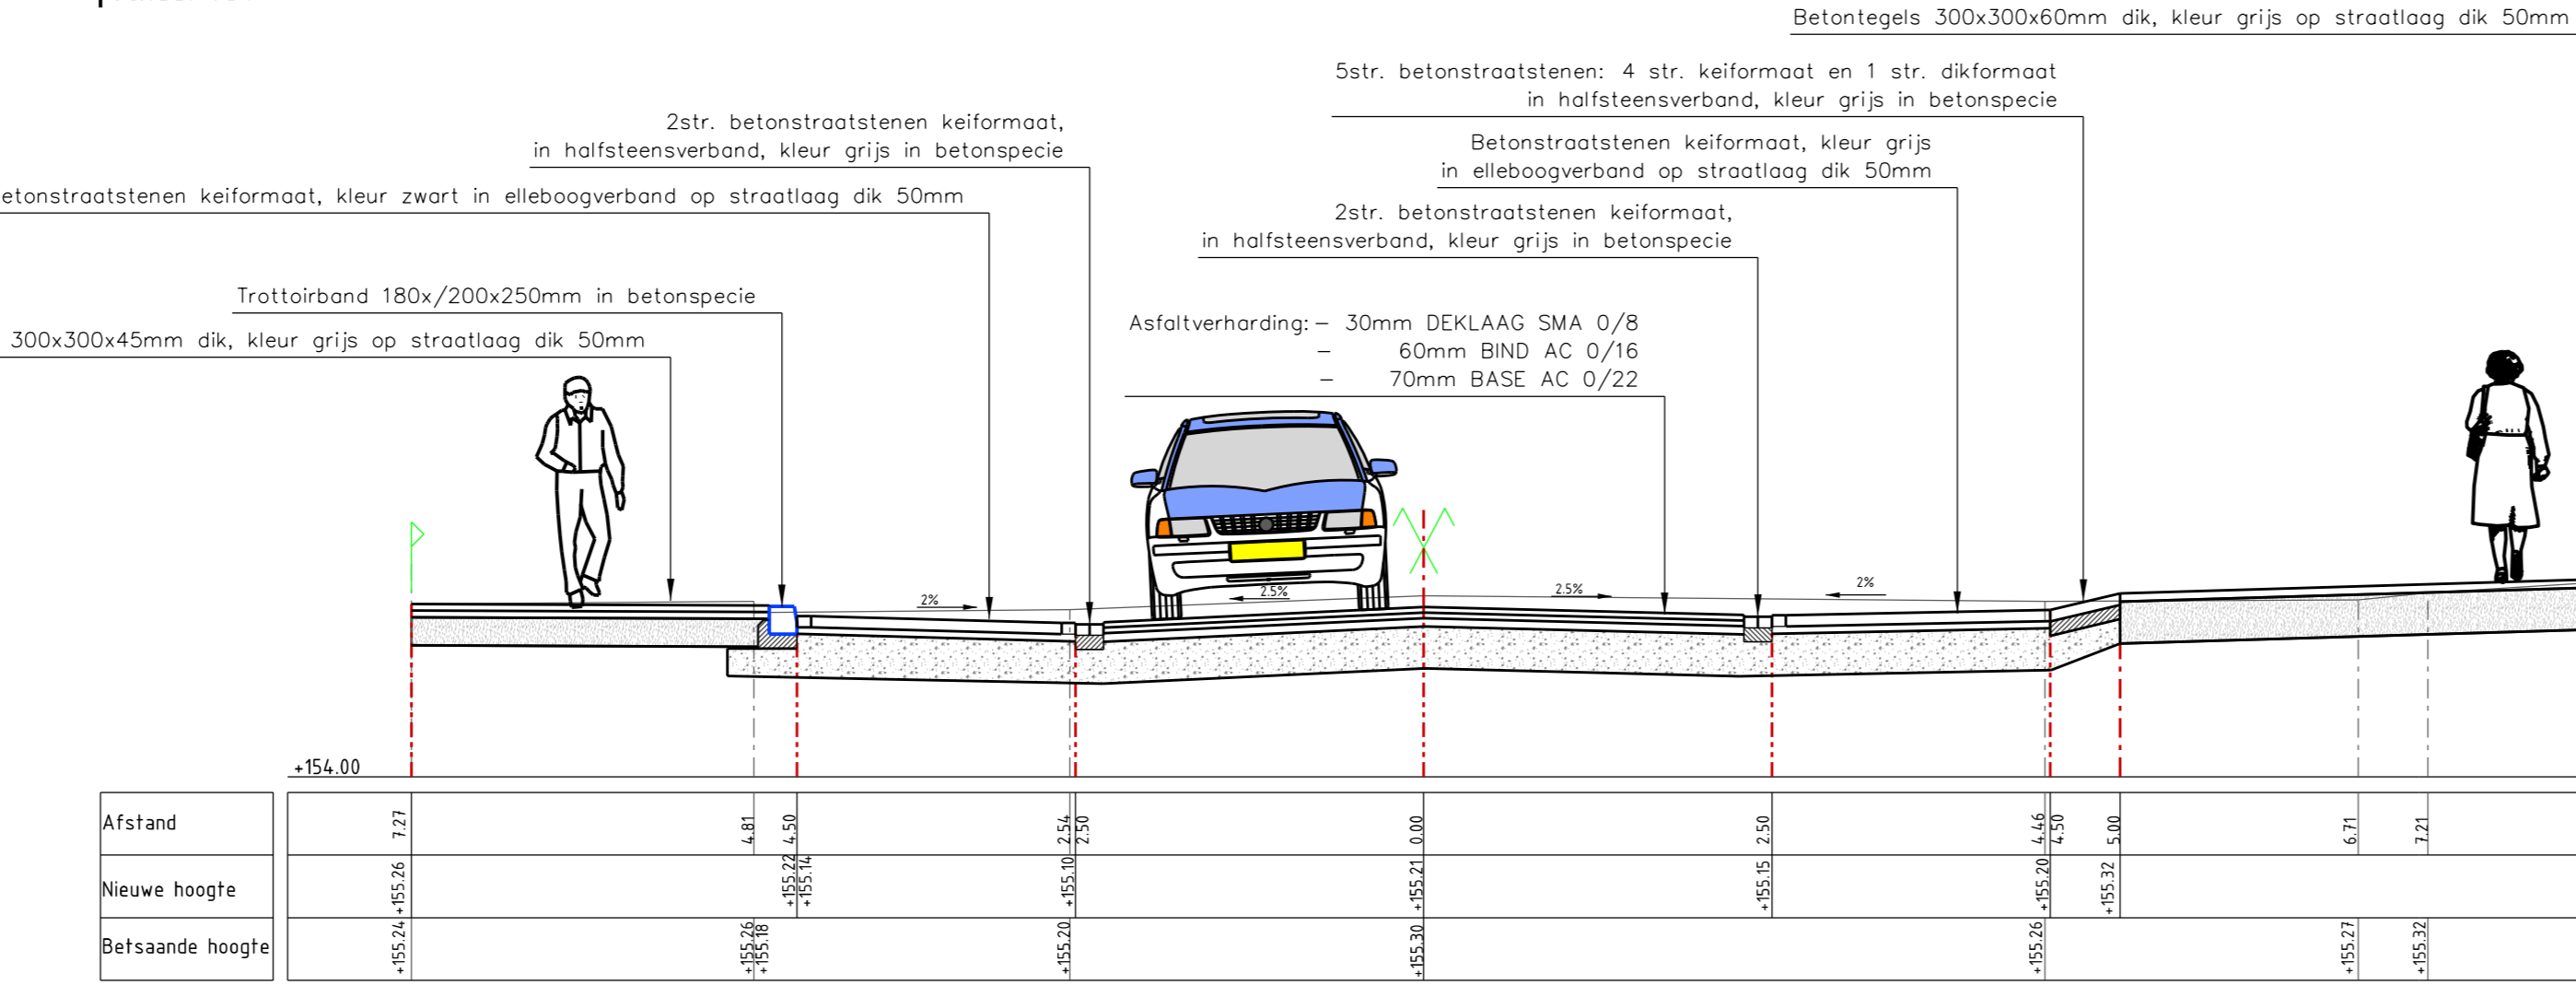 Betontegels 300x300x60mm dik, kleur grijs op straatlaag dik 50mm
5str. betonstraatstenen: 4 str. keiformaat en 1 str. dikformaat
in halfsteensverband, kleur grijs in betonspecie
2str. betonstraatstenen keiformaat,
in halfsteensverband, kleur grijs in betonspecie
Betonstraatstenen keiformaat, kleur grijs
in elleboogverband op straatlaag dik 50mm
etonstraatstenen keiformaat, kleur zwart in elleboogverband op straatlaag dik 50mm
2str. betonstraatstenen keiformaat,
in halfsteensverband, kleur grijs in betonspecie
Trottoirband 180x/200x250mm in betonspecie
Asfaltverharding: - 30mm DEKLAAG SMA 0/8
- 60mm BIND AC 0/16
- 70mm BASE AC 0/22
300x300x45mm dik, kleur grijs op straatlaag dik 50mm
2% 2.5% 2.5% 2%
+154.00
Afstand 7.27 4.81 4.50 2.54 2.50 0.00 2.50 4.46 4.50 5.00 6.71 7.21
Nieuwe hoogte +155.26 +155.22 +155.14 +155.10 +155.21 +155.15 +155.20 +155.32
Betsaande hoogte +155.24 +155.26 +155.18 +155.20 +155.30 +155.26 +155.27 +155.32